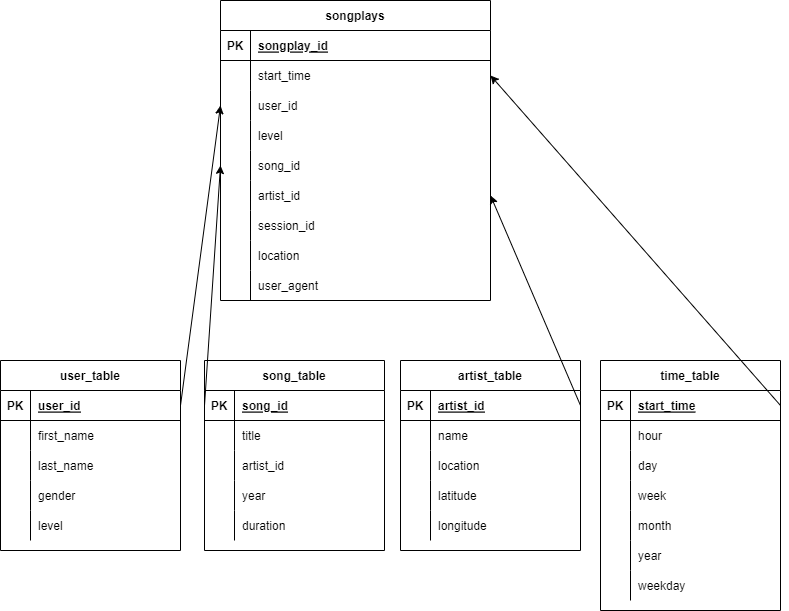 songplays
PK songplay_id
start_time
user_id
level
song_id
artist_id
session_id
location
user_agent
user_table
PK user_id
first_name
last_name
gender
level
song_table
PK song_id
title
artist_id
year
duration
artist_table
PK artist_id
name
location
latitude
longitude
time_table
PK start_time
hour
day
week
month
year
weekday